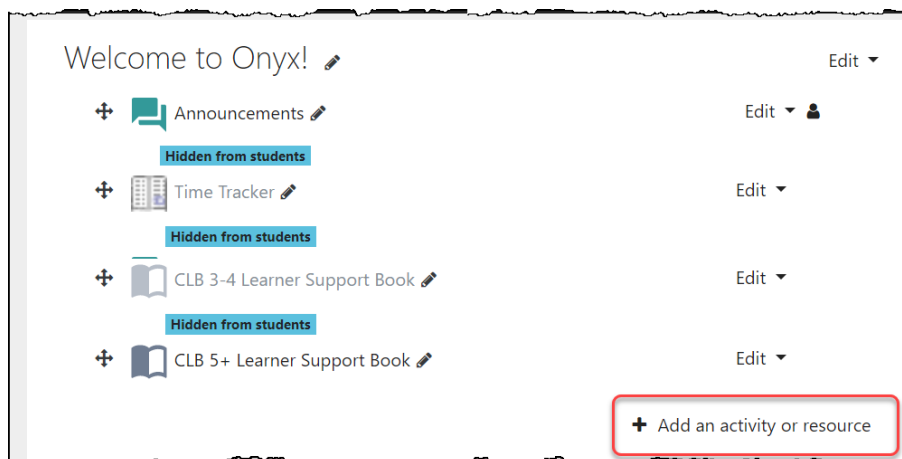 Welcome to Onyx! Edit
Announcements Edit
Hidden from students
Time Tracker Edit
Hidden from students
CLB 3-4 Learner Support Book Edit
Hidden from students
CLB 5+ Learner Support Book Edit
+ Add an activity or resource